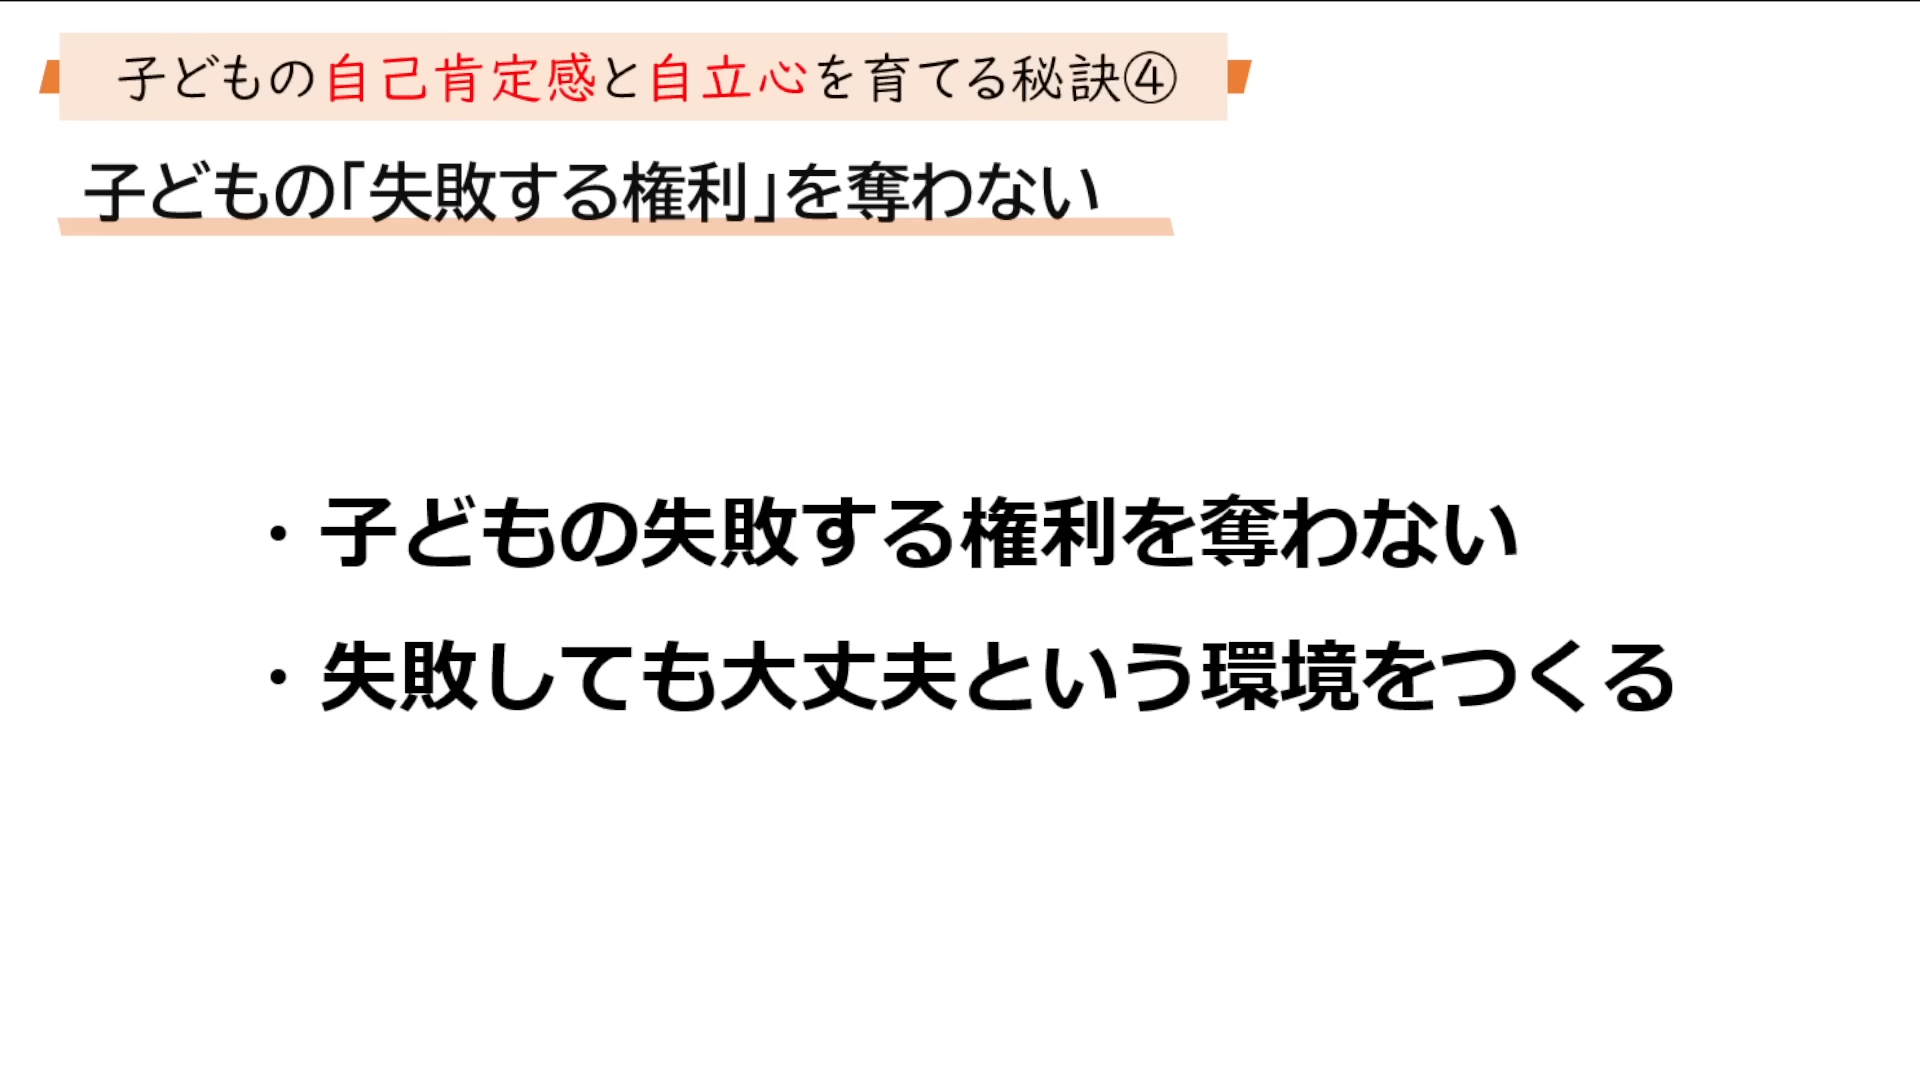 子どもの自己肯定感と自立心を育てる秘訣④
子どもの「失敗する権利」を奪わない
・子どもの失敗する権利を奪わない
・失敗しても大丈夫という環境をつくる